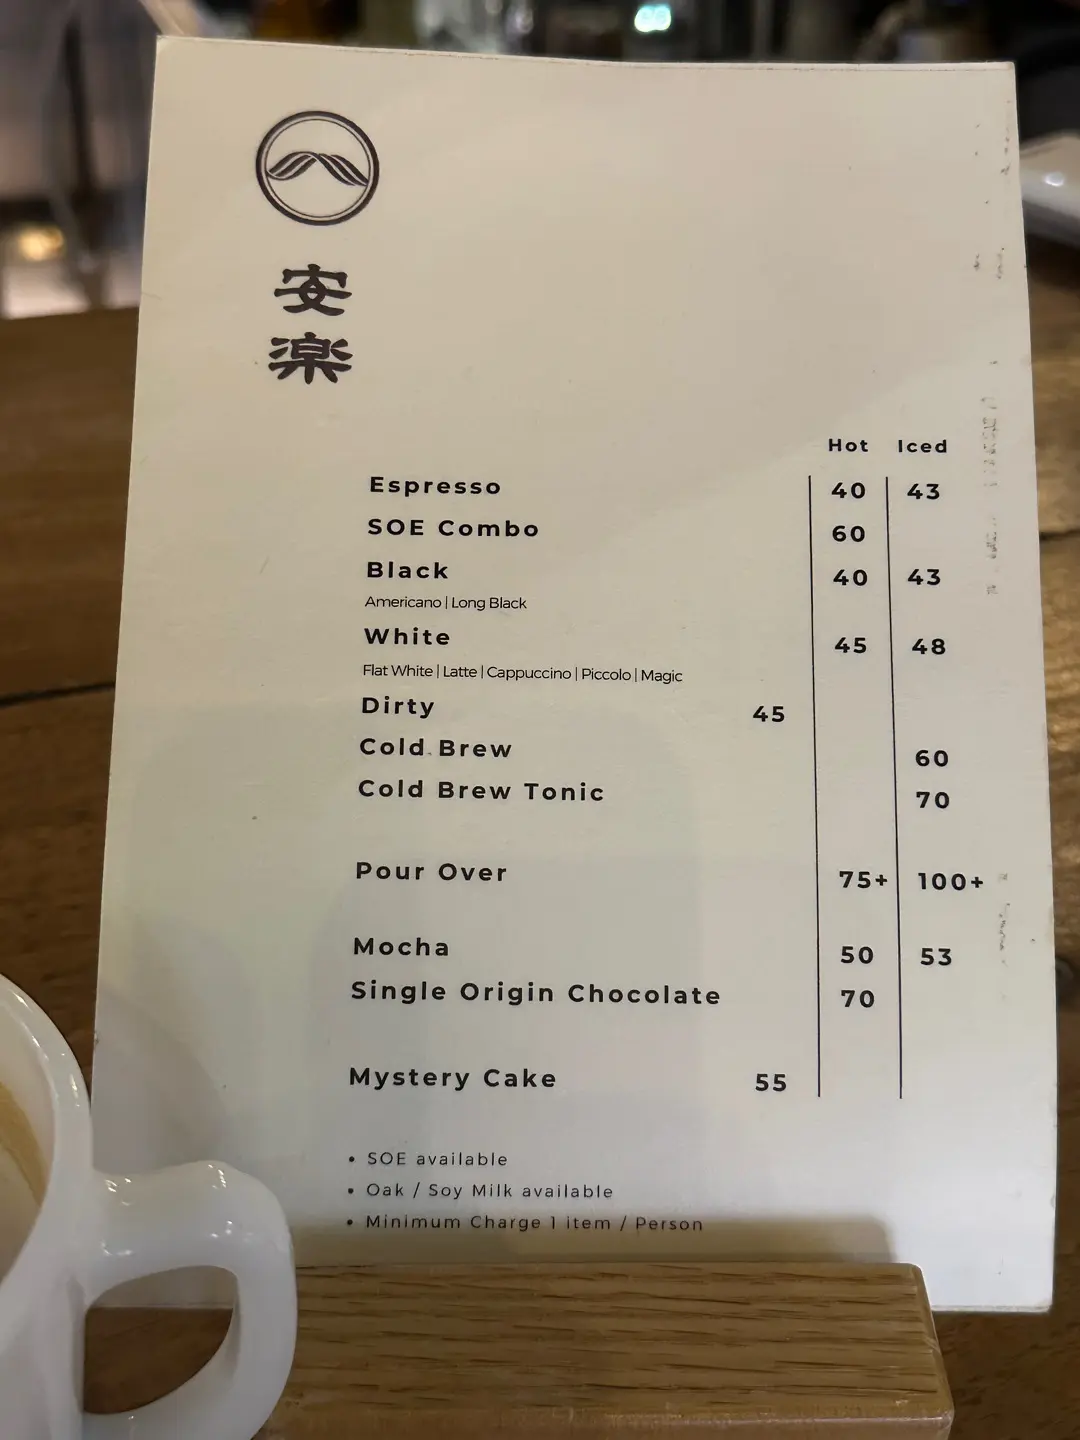 安
楽
Hot Iced
Espresso 40 43
SOE Combo 60
Black 40 43
Americano | Long Black
White 45 48
Flat White | Latte | Cappuccino | Piccolo | Magic
Dirty 45
Cold Brew 60
Cold Brew Tonic 70
Pour Over 75+ 100+
Mocha 50 53
Single Origin Chocolate 70
Mystery Cake 55
• SOE available
• Oak / Soy Milk available
• Minimum Charge 1 item / Person